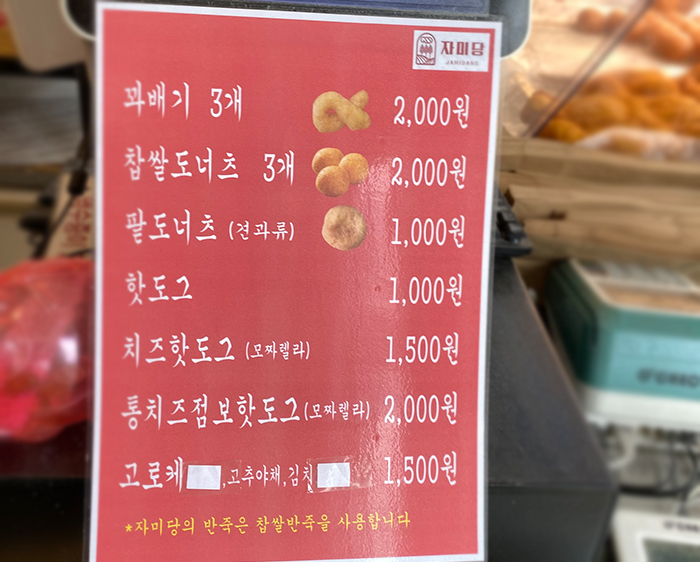 자미당
JAMIDANG
꽈배기 3개 2,000원
찹쌀도너츠 3개 2,000원
팥도너츠 (견과류) 1,000원
핫도그 1,000원
치즈핫도그 (모짜렐라) 1,500원
통치즈점보핫도그(모짜렐라) 2,000원
고로케 ,고추야채,김치 1,500원
*자미당의 반죽은 찹쌀반죽을 사용합니다